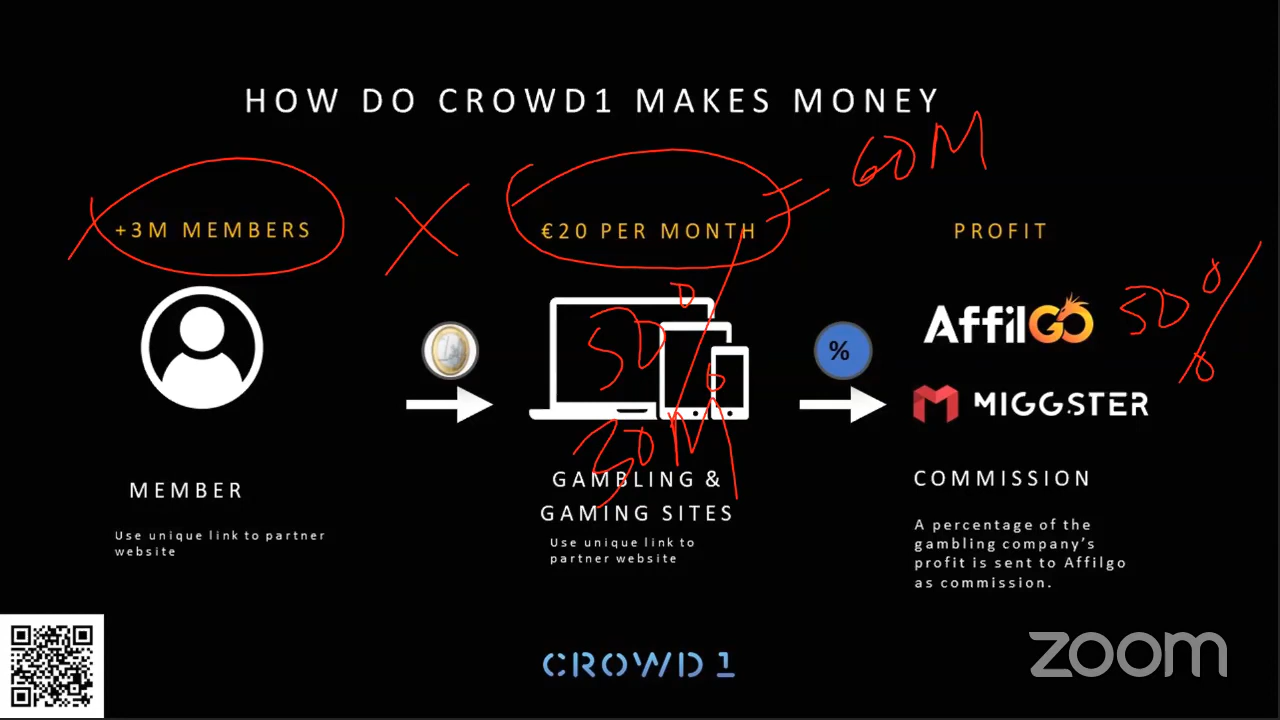 HOW DO CROWD1 MAKES MONEY
= 60M
+3M MEMBERS
X
€20 PER MONTH
PROFIT
50%
AFFILGO
50%
%
MIGGSTER
30M
MEMBER
GAMBLING &
GAMING SITES
COMMISSION
Use unique link to partner
website
Use unique link to
partner website
A percentage of the
gambling company's
profit is sent to Affilgo
as commission.
CROWD1
zoom